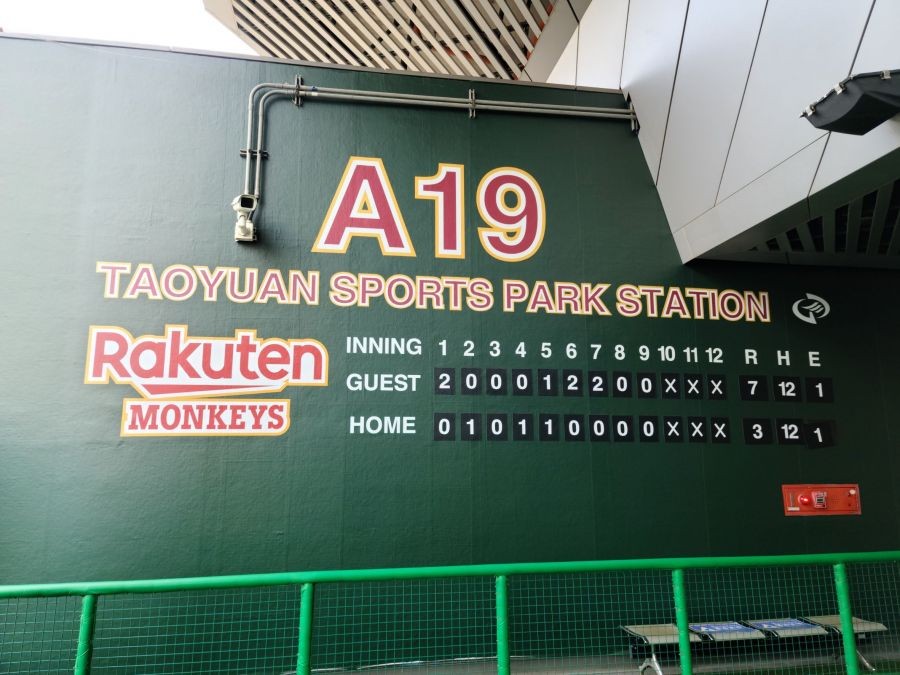 A19
TAOYUAN SPORTS PARK STATION
Rakuten
MONKEYS
INNING 1 2 3 4 5 6 7 8 9 10 11 12 R H E
GUEST 2 0 0 0 1 2 2 0 0 X X X 7 12 1
HOME 0 1 0 1 1 0 0 0 0 X X X 3 12 1